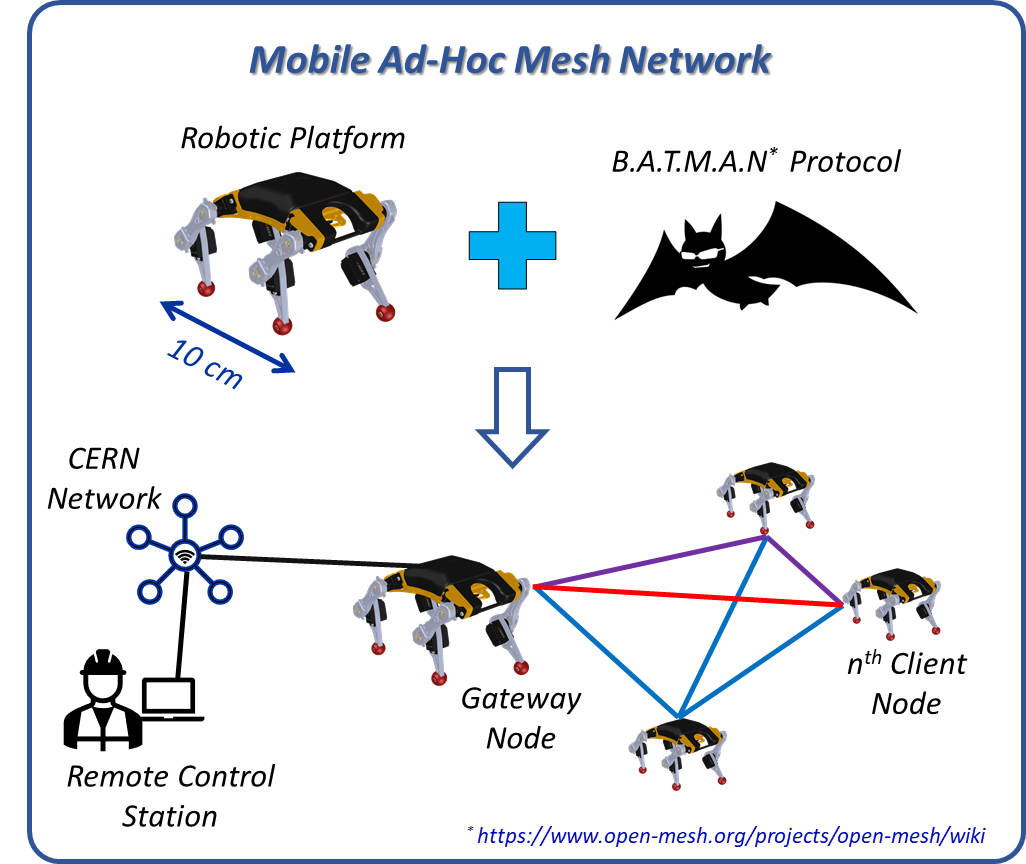 Mobile Ad-Hoc Mesh Network
Robotic Platform
B.A.T.M.A.N* Protocol
10 cm
CERN
Network
Gateway
Node
nth Client
Node
Remote Control
Station
* https://www.open-mesh.org/projects/open-mesh/wiki